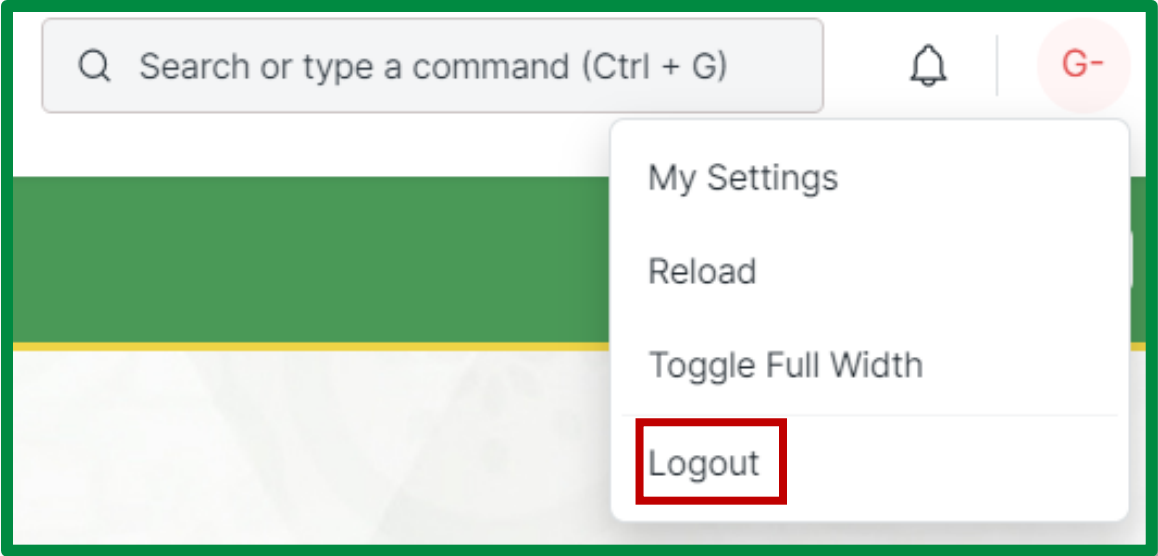 Search or type a command (Ctrl + G)
G-
My Settings
Reload
Toggle Full Width
Logout